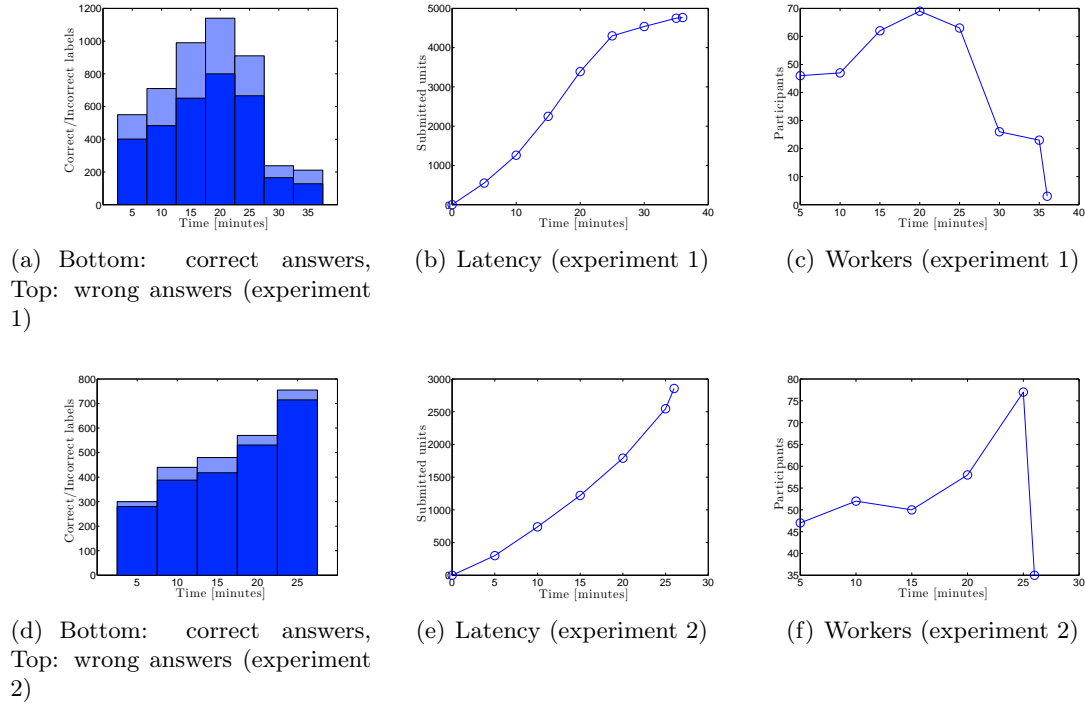 1200
1000
800
600
400
200
0
Correct/Incorrect labels
5 10 15 20 25 30 35
Time [minutes]
5000
4000
3000
2000
1000
0
Submitted units
0 10 20 30 40
Time [minutes]
70
60
50
40
30
20
10
0
Participants
5 10 15 20 25 30 35 40
Time [minutes]
(a) Bottom: correct answers,
Top: wrong answers (experiment
1)
(b) Latency (experiment 1)
(c) Workers (experiment 1)
800
700
600
500
400
300
200
100
0
Correct/Incorrect labels
5 10 15 20 25
Time [minutes]
3000
2500
2000
1500
1000
500
0
Submitted units
0 5 10 15 20 25 30
Time [minutes]
80
75
70
65
60
55
50
45
40
35
Participants
5 10 15 20 25 30
Time [minutes]
(d) Bottom: correct answers,
Top: wrong answers (experiment
2)
(e) Latency (experiment 2)
(f) Workers (experiment 2)